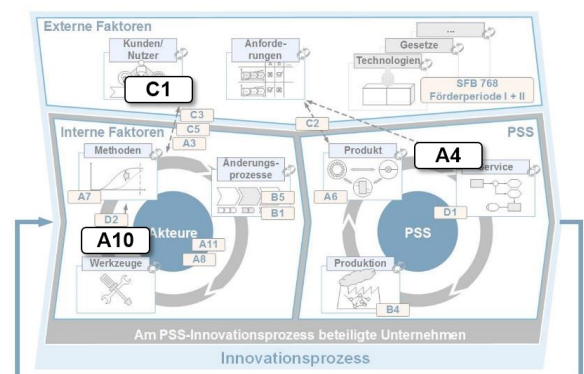 Externe Faktoren
Kunden/
Nutzer
C1
Anforde-
rungen
...
Gesetze
Technologien
SFB 768
Förderperiode I + II
C3
C5
A3
C2
Interne Faktoren
Methoden
A7
D2
Änderungs-
prozesse
B5
B1
A10
Akteure
A11
A8
Werkzeuge
PSS
Produkt
A6
A4
Service
D1
PSS
Produktion
B4
Am PSS-Innovationsprozess beteiligte Unternehmen
Innovationsprozess